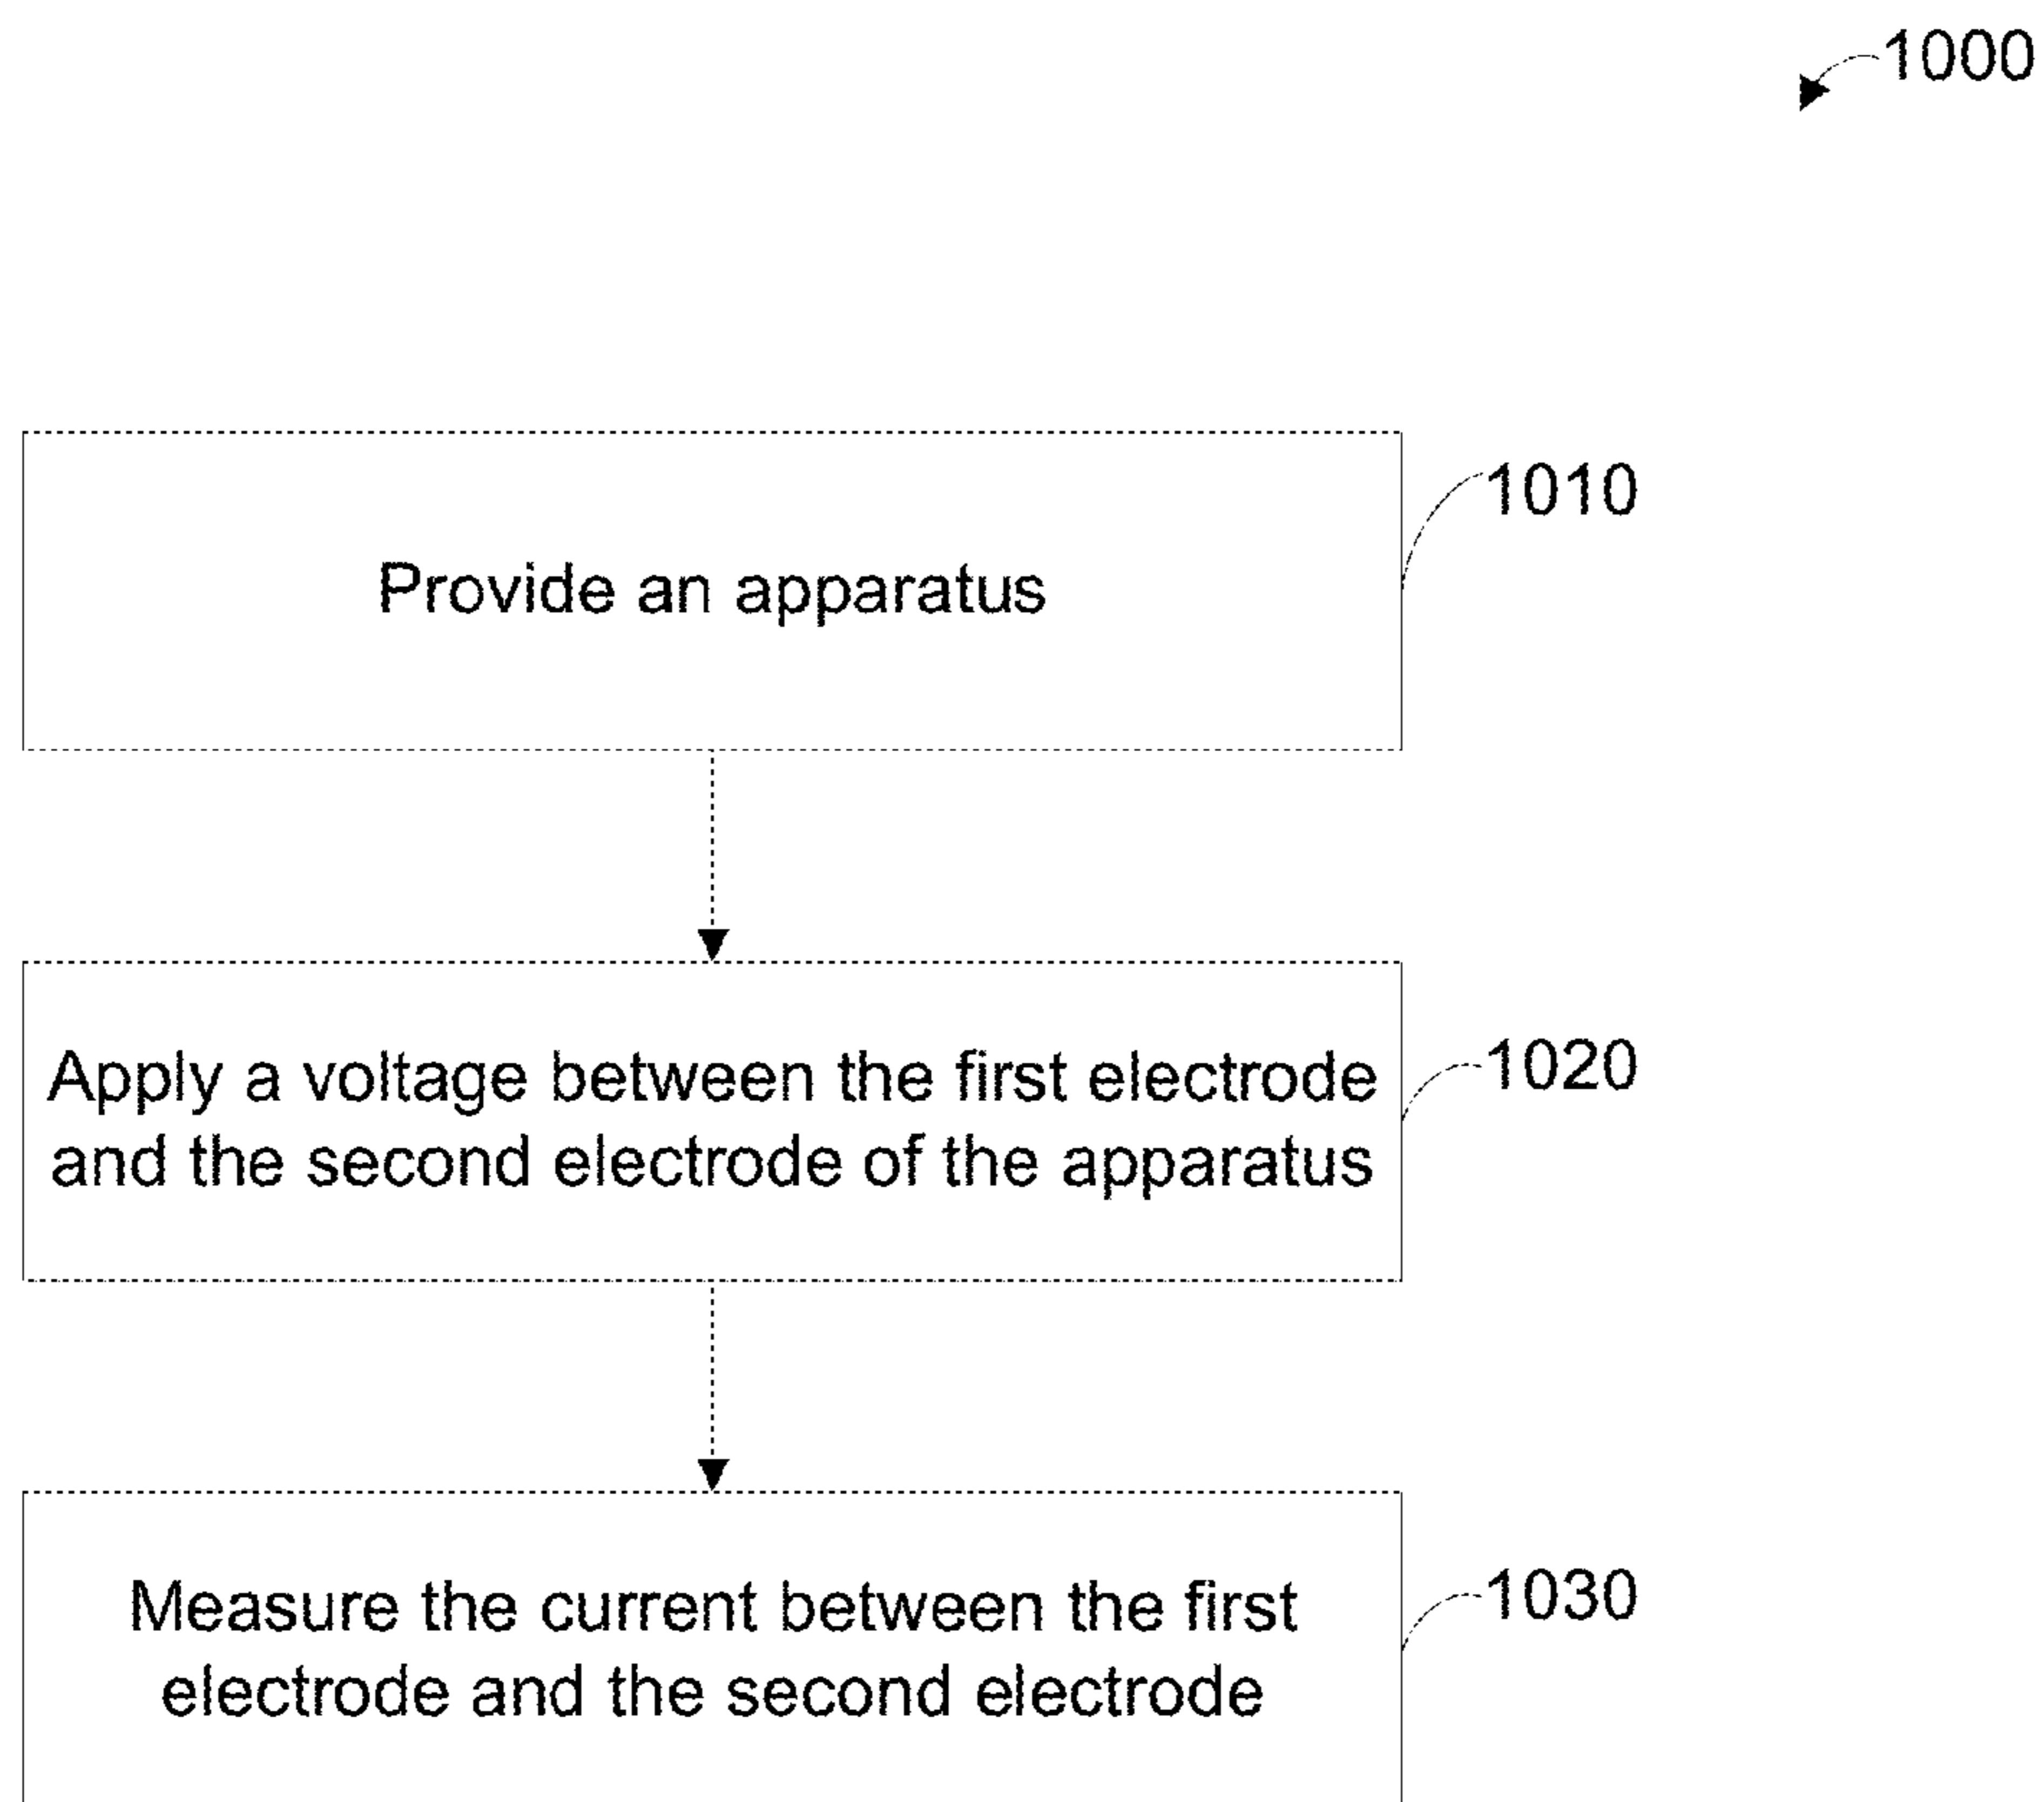 1000
Provide an apparatus
1010
Apply a voltage between the first electrode
and the second electrode of the apparatus
1020
Measure the current between the first
electrode and the second electrode
1030